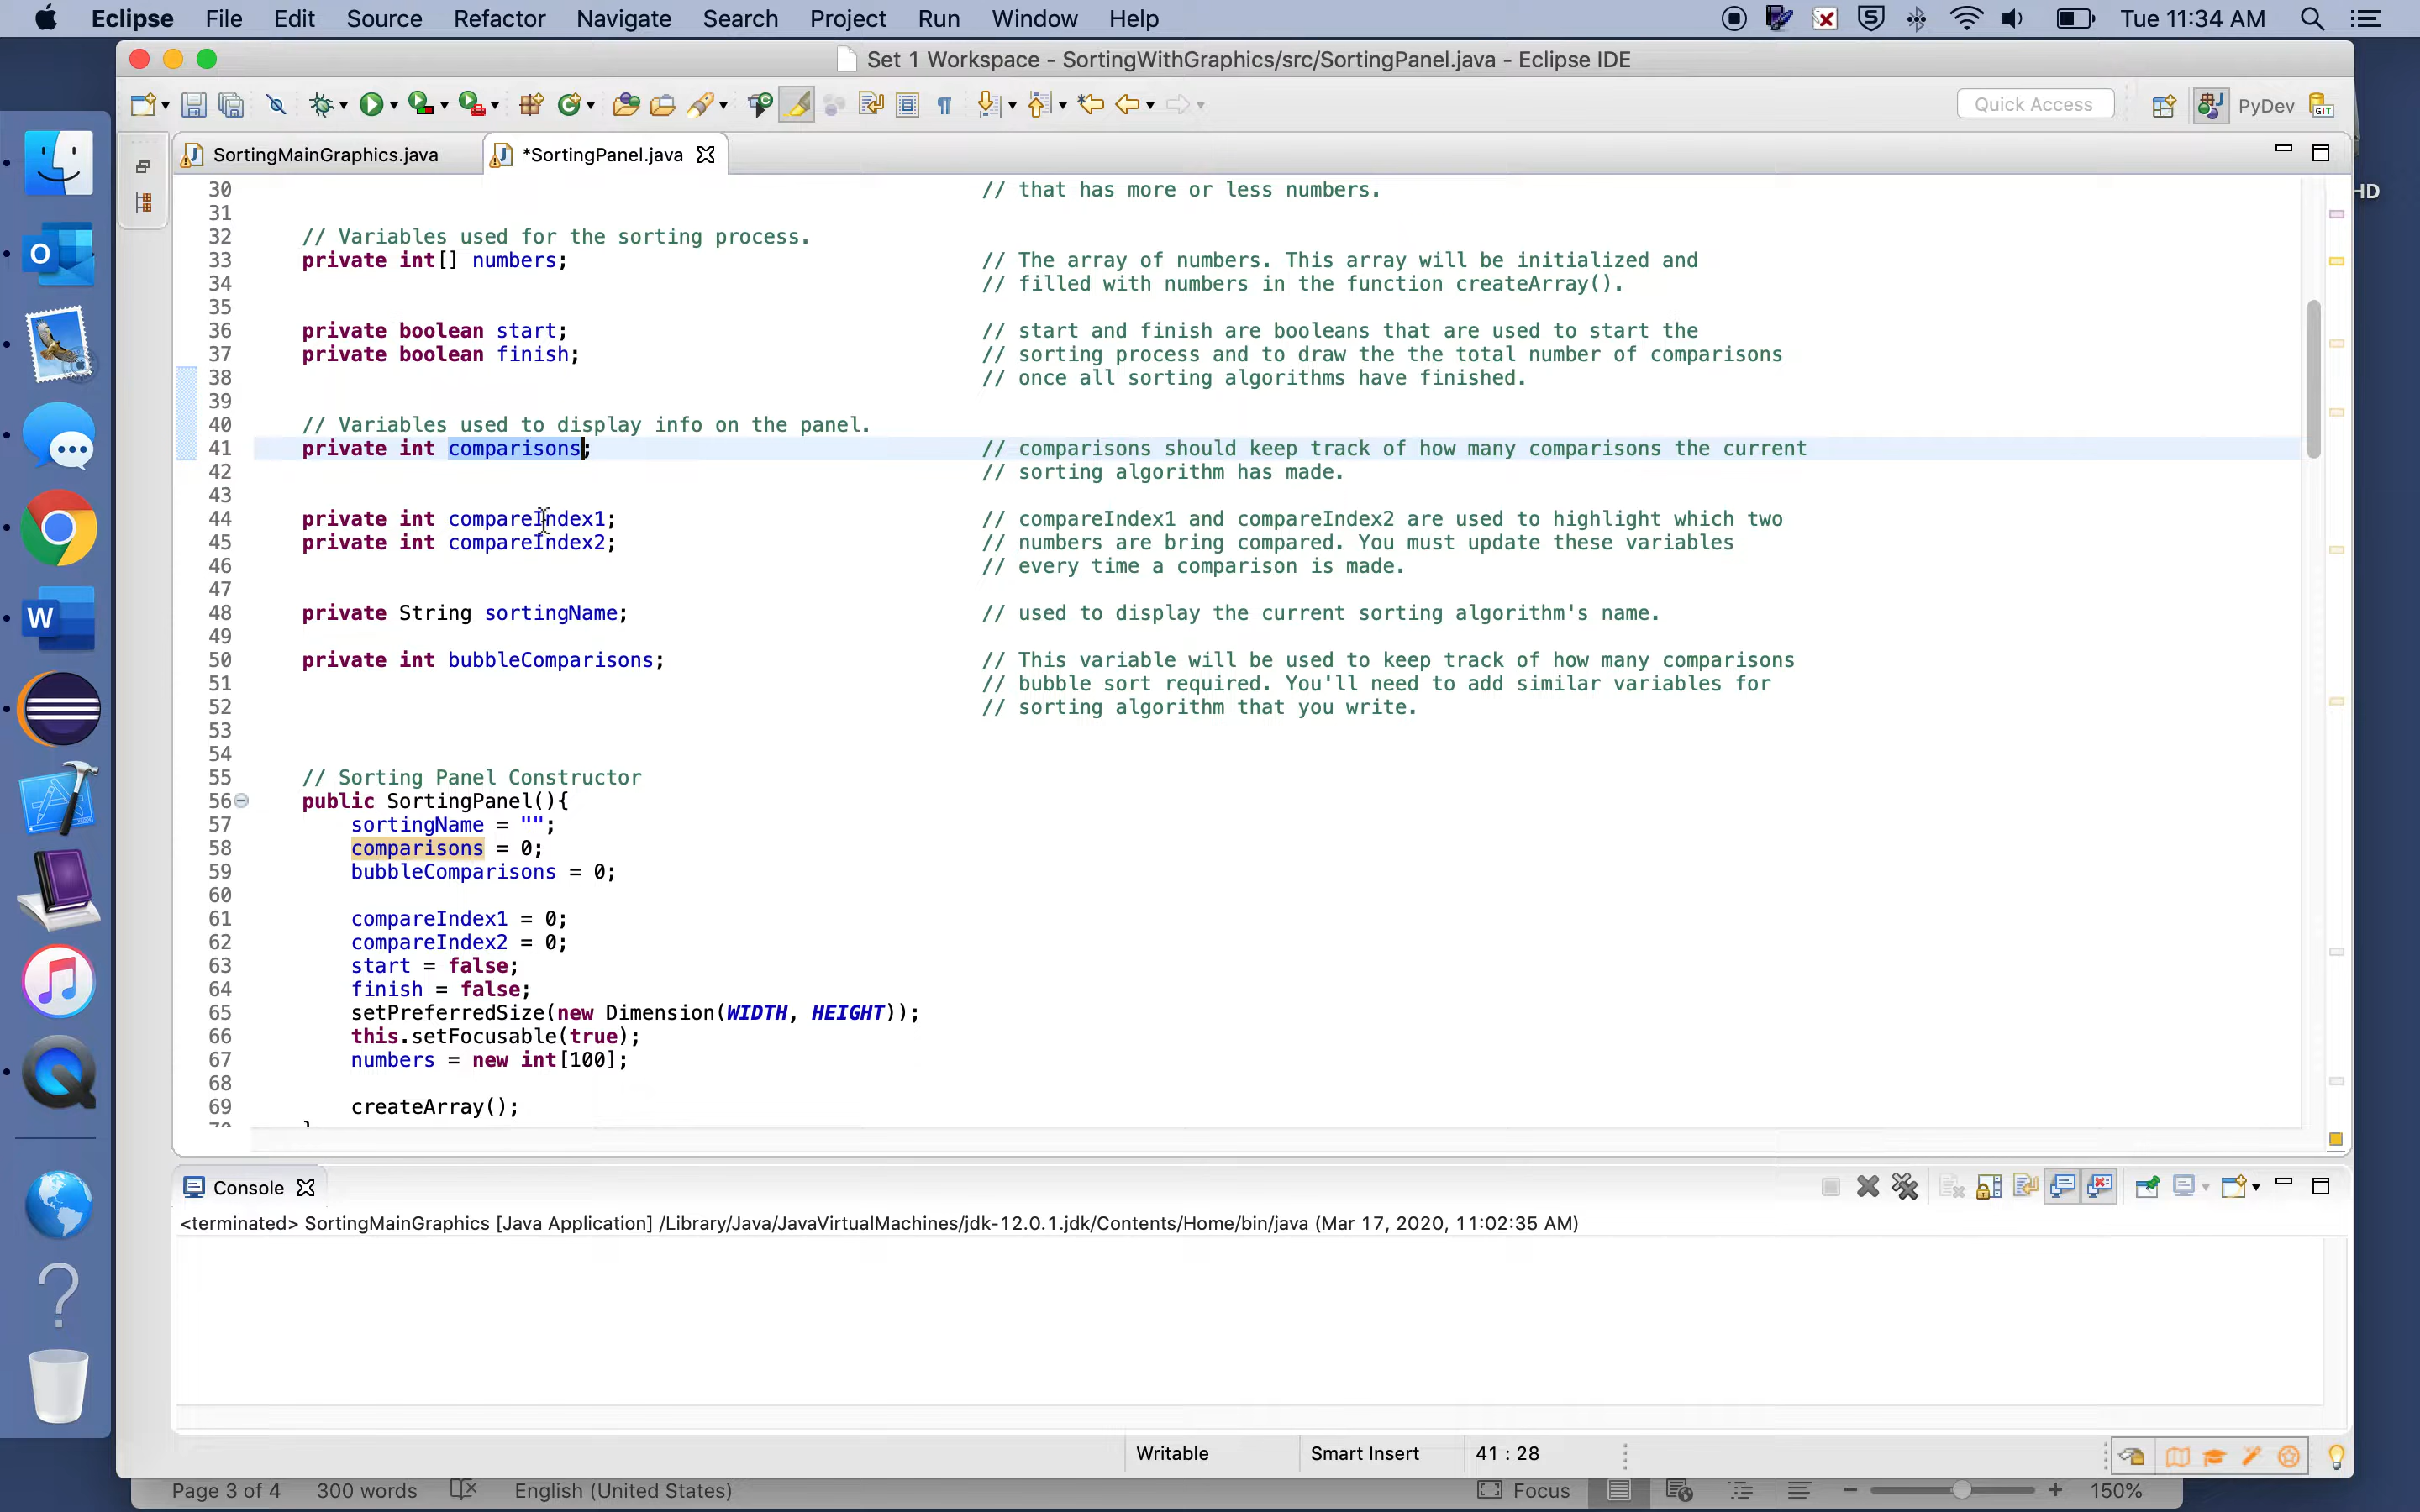 Eclipse File Edit Source Refactor Navigate Search Project Run Window Help Tue 11:34 AM
Set 1 Workspace - SortingWithGraphics/src/SortingPanel.java - Eclipse IDE
Quick Access PyDev
SortingMainGraphics.java *SortingPanel.java
HD
30 // that has more or less numbers.
31
32 // Variables used for the sorting process.
33 private int[] numbers; // The array of numbers. This array will be initialized and
34 // filled with numbers in the function createArray().
35
36 private boolean start; // start and finish are booleans that are used to start the
37 private boolean finish; // sorting process and to draw the the total number of comparisons
38 // once all sorting algorithms have finished.
39
40 // Variables used to display info on the panel.
41 private int comparisons; // comparisons should keep track of how many comparisons the current
42 // sorting algorithm has made.
43
44 private int compareIndex1; // compareIndex1 and compareIndex2 are used to highlight which two
45 private int compareIndex2; // numbers are bring compared. You must update these variables
46 // every time a comparison is made.
47
48 private String sortingName; // used to display the current sorting algorithm's name.
49
50 private int bubbleComparisons; // This variable will be used to keep track of how many comparisons
51 // bubble sort required. You'll need to add similar variables for
52 // sorting algorithm that you write.
53
54
55 // Sorting Panel Constructor
56 public SortingPanel(){
57 sortingName = "";
58 comparisons = 0;
59 bubbleComparisons = 0;
60
61 compareIndex1 = 0;
62 compareIndex2 = 0;
63 start = false;
64 finish = false;
65 setPreferredSize(new Dimension(WIDTH, HEIGHT));
66 this.setFocusable(true);
67 numbers = new int[100];
68
69 createArray();
Console
<terminated> SortingMainGraphics [Java Application] /Library/Java/JavaVirtualMachines/jdk-12.0.1.jdk/Contents/Home/bin/java (Mar 17, 2020, 11:02:35 AM)
Writable Smart Insert 41 : 28
Page 3 of 4 300 words English (United States) Focus 150%